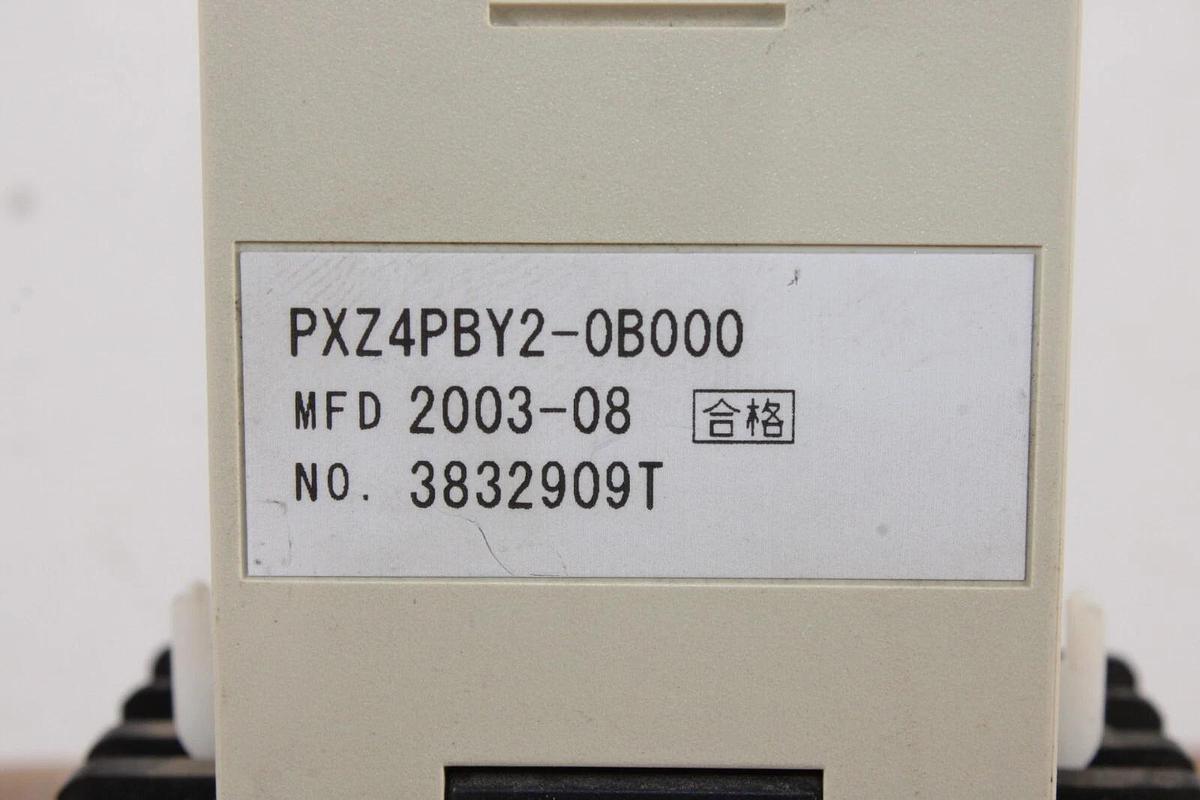 PXZ4PBY2-0B000
MFD 2003-08 合格
NO. 3832909T